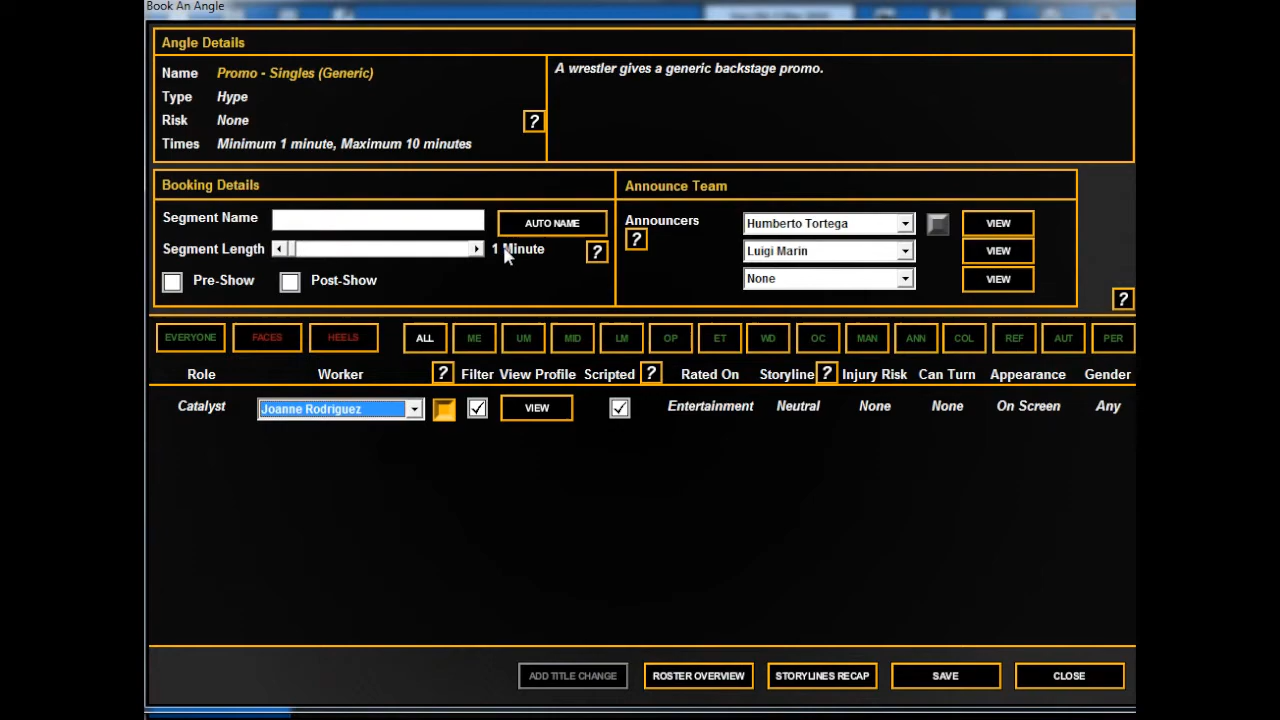 Book An Angle
Angle Details
Name Promo - Singles (Generic)
Type Hype
Risk None
?
Times Minimum 1 minute, Maximum 10 minutes
A wrestler gives a generic backstage promo.
Booking Details
Segment Name AUTO NAME
Segment Length 1 Minute ?
Pre-Show Post-Show
Announce Team
Announcers Humberto Tortega VIEW
? Luigi Marin VIEW
None VIEW
?
EVERYONE FACES HEELS ALL ME UM MID LM OP ET WD OC MAN ANN COL REF AUT PER
Role Worker ? Filter View Profile Scripted ? Rated On Storyline ? Injury Risk Can Turn Appearance Gender
Catalyst Joanne Rodriguez VIEW Entertainment Neutral None None On Screen Any
ADD TITLE CHANGE ROSTER OVERVIEW STORYLINES RECAP SAVE CLOSE